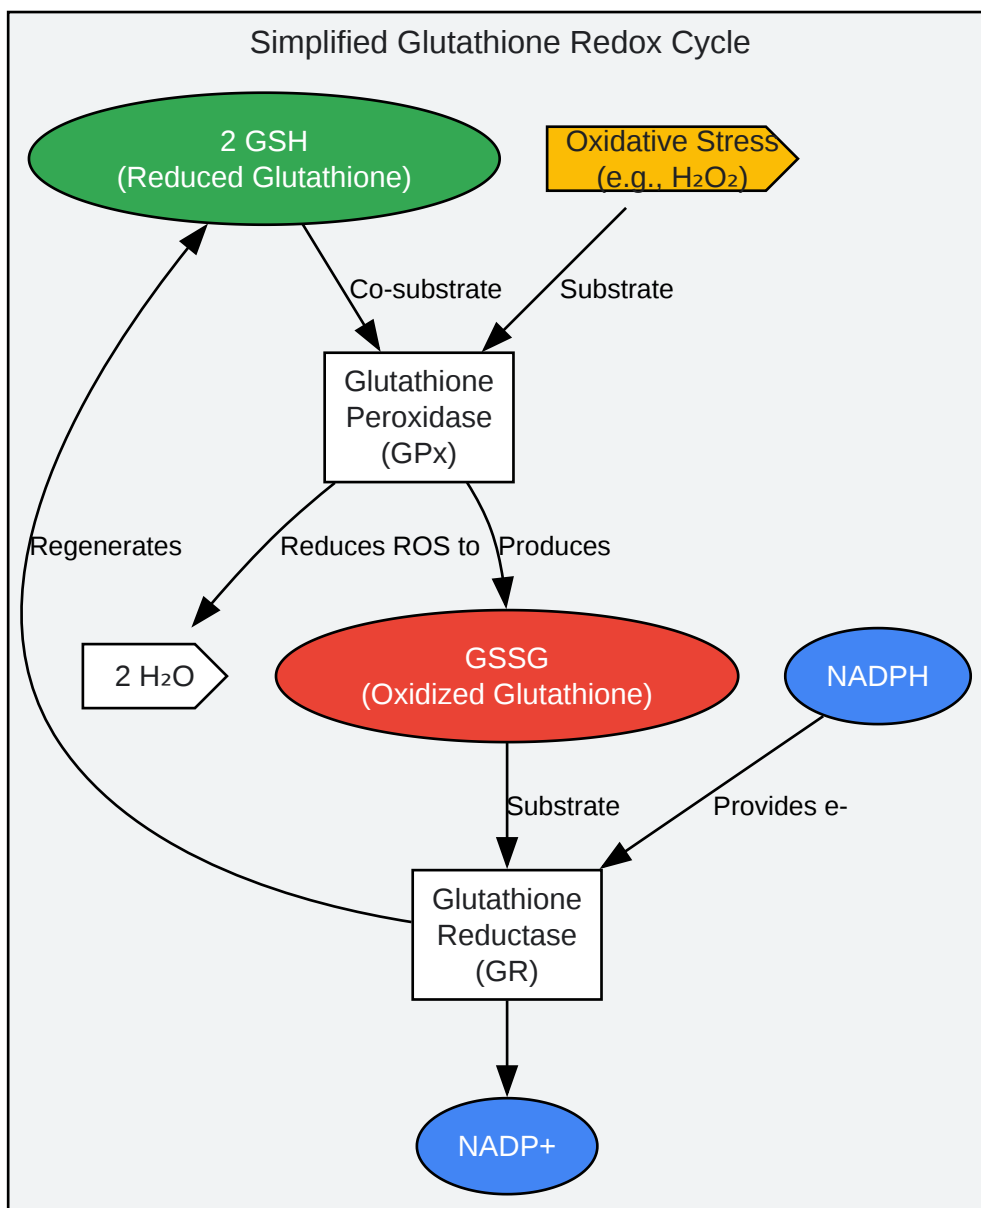 Simplified Glutathione Redox Cycle
2 GSH
(Reduced Glutathione)
Oxidative Stress
(e.g., H₂O₂)
Co-substrate
Substrate
Glutathione
Peroxidase
(GPx)
Regenerates
Reduces ROS to
Produces
2 H₂O
GSSG
(Oxidized Glutathione)
NADPH
Substrate
Provides e-
Glutathione
Reductase
(GR)
NADP+